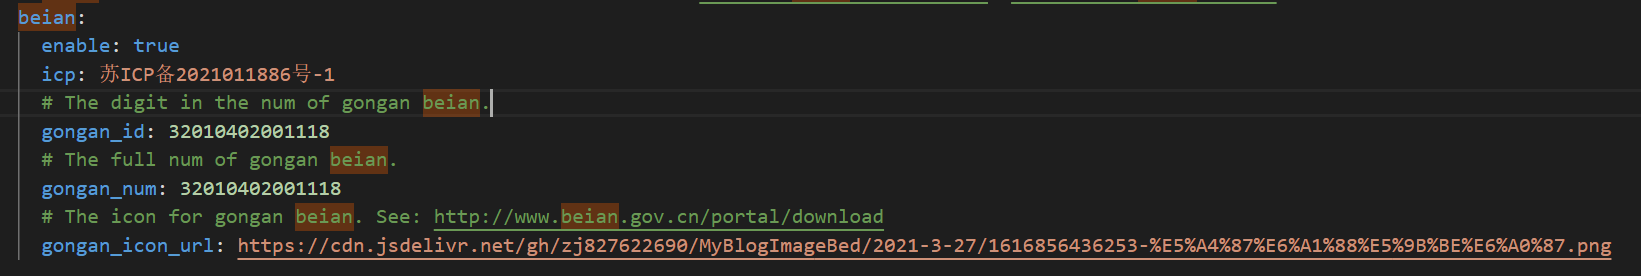 beian:
enable: true
icp: 苏ICP备2021011886号-1
# The digit in the num of gongan beian.
gongan_id: 32010402001118
# The full num of gongan beian.
gongan_num: 32010402001118
# The icon for gongan beian. See: http://www.beian.gov.cn/portal/download
gongan_icon_url: https://cdn.jsdelivr.net/gh/zj827622690/MyBlogImageBed/2021-3-27/1616856436253-%E5%A4%87%E6%A1%88%E5%9B%BE%E6%A0%87.png